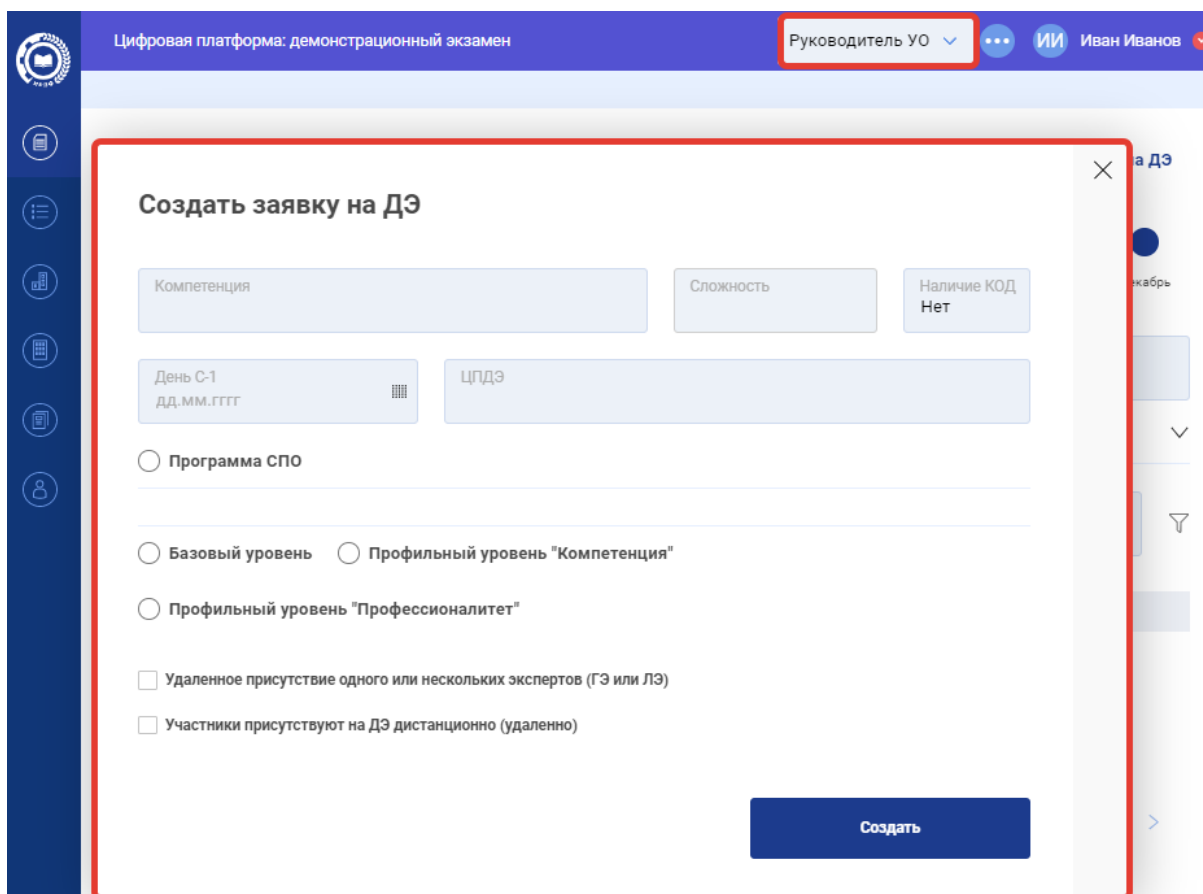 Цифровая платформа: демонстрационный экзамен
Руководитель УО
ИИ
Иван Иванов
а ДЭ
Создать заявку на ДЭ
Компетенция
Сложность
Наличие КОД
Нет
екабрь
День С-1
дд.мм.гггг
ЦПДЭ
Программа СПО
Базовый уровень
Профильный уровень "Компетенция"
Профильный уровень "Профессионалитет"
Удаленное присутствие одного или нескольких экспертов (ГЭ или ЛЭ)
Участники присутствуют на ДЭ дистанционно (удаленно)
Создать